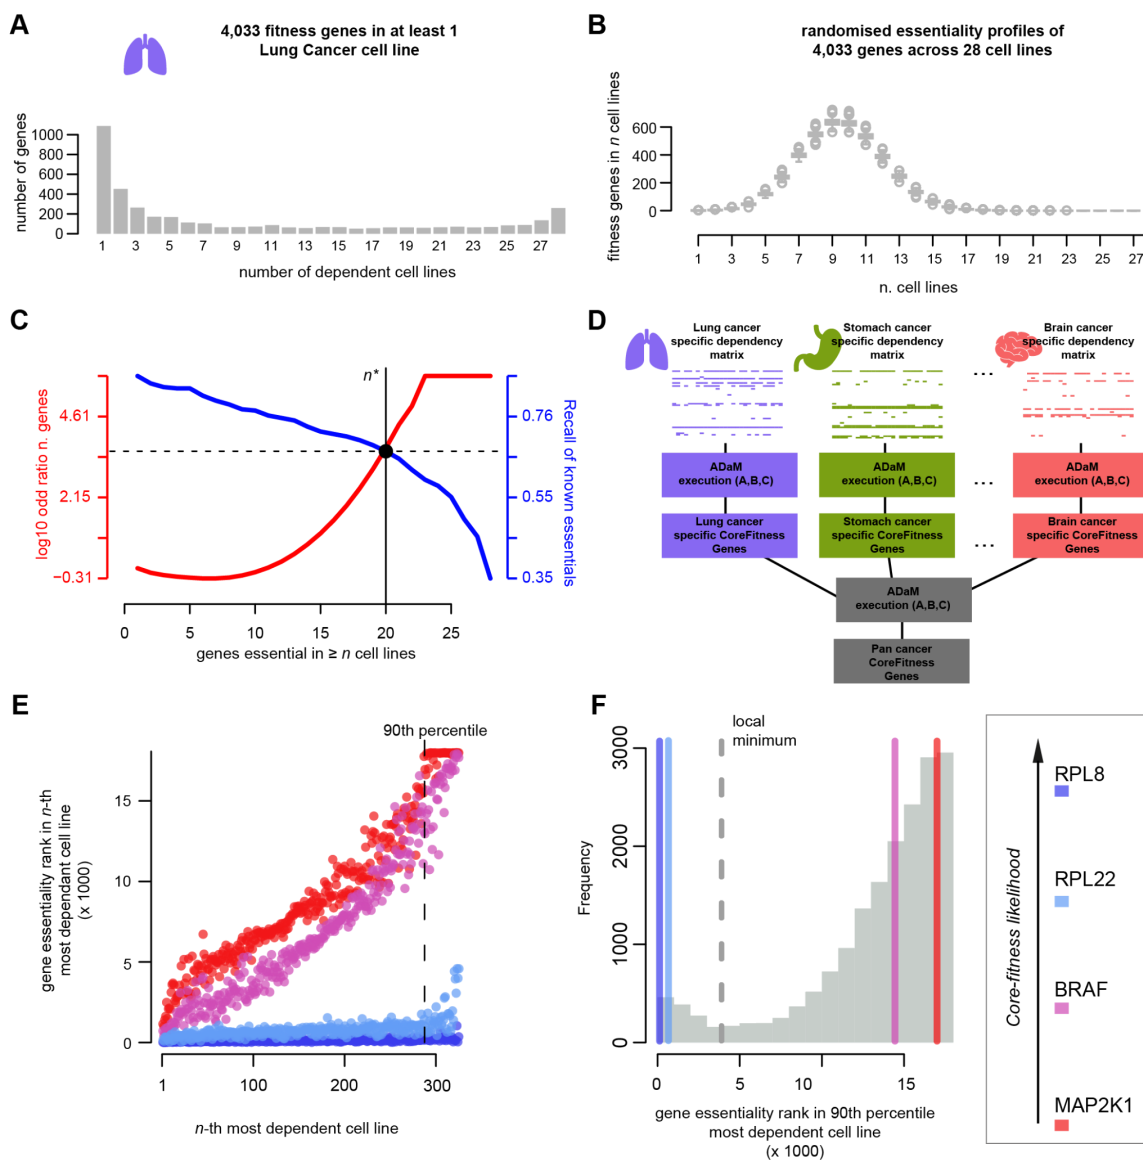 A
4,033 fitness genes in at least 1
Lung Cancer cell line
number of genes
1000
800
600
400
200
0
1 3 5 7 9 11 13 15 17 19 21 23 25 27
number of dependent cell lines
B
randomised essentiality profiles of
4,033 genes across 28 cell lines
fitness genes in n cell lines
600
400
200
0
1 3 5 7 9 11 13 15 17 19 21 23 25 27
n. cell lines
C
n*
log10 odd ratio n. genes
4.61
2.15
−0.31
Recall of known essentials
0.76
0.55
0.35
0 5 10 15 20 25
genes essential in ≥ n cell lines
D
Lung cancer
specific dependency
matrix
Stomach cancer
specific dependency
matrix
...
Brain cancer
specific dependency
matrix
ADaM
execution (A,B,C)
ADaM
execution (A,B,C)
...
ADaM
execution (A,B,C)
Lung cancer
specific CoreFitness
Genes
Stomach cancer
specific CoreFitness
Genes
...
Brain cancer
specific CoreFitness
Genes
ADaM
execution (A,B,C)
Pan cancer
CoreFitness
Genes
E
90th percentile
gene essentiality rank in n-th
most dependant cell line
(x 1000)
15
10
5
0
1 100 200 300
n-th most dependent cell line
F
local
minimum
Frequency
3000
2000
1000
0
0 5 10 15
gene essentiality rank in 90th percentile
most dependent cell line
(x 1000)
Core-fitness likelihood
RPL8
RPL22
BRAF
MAP2K1